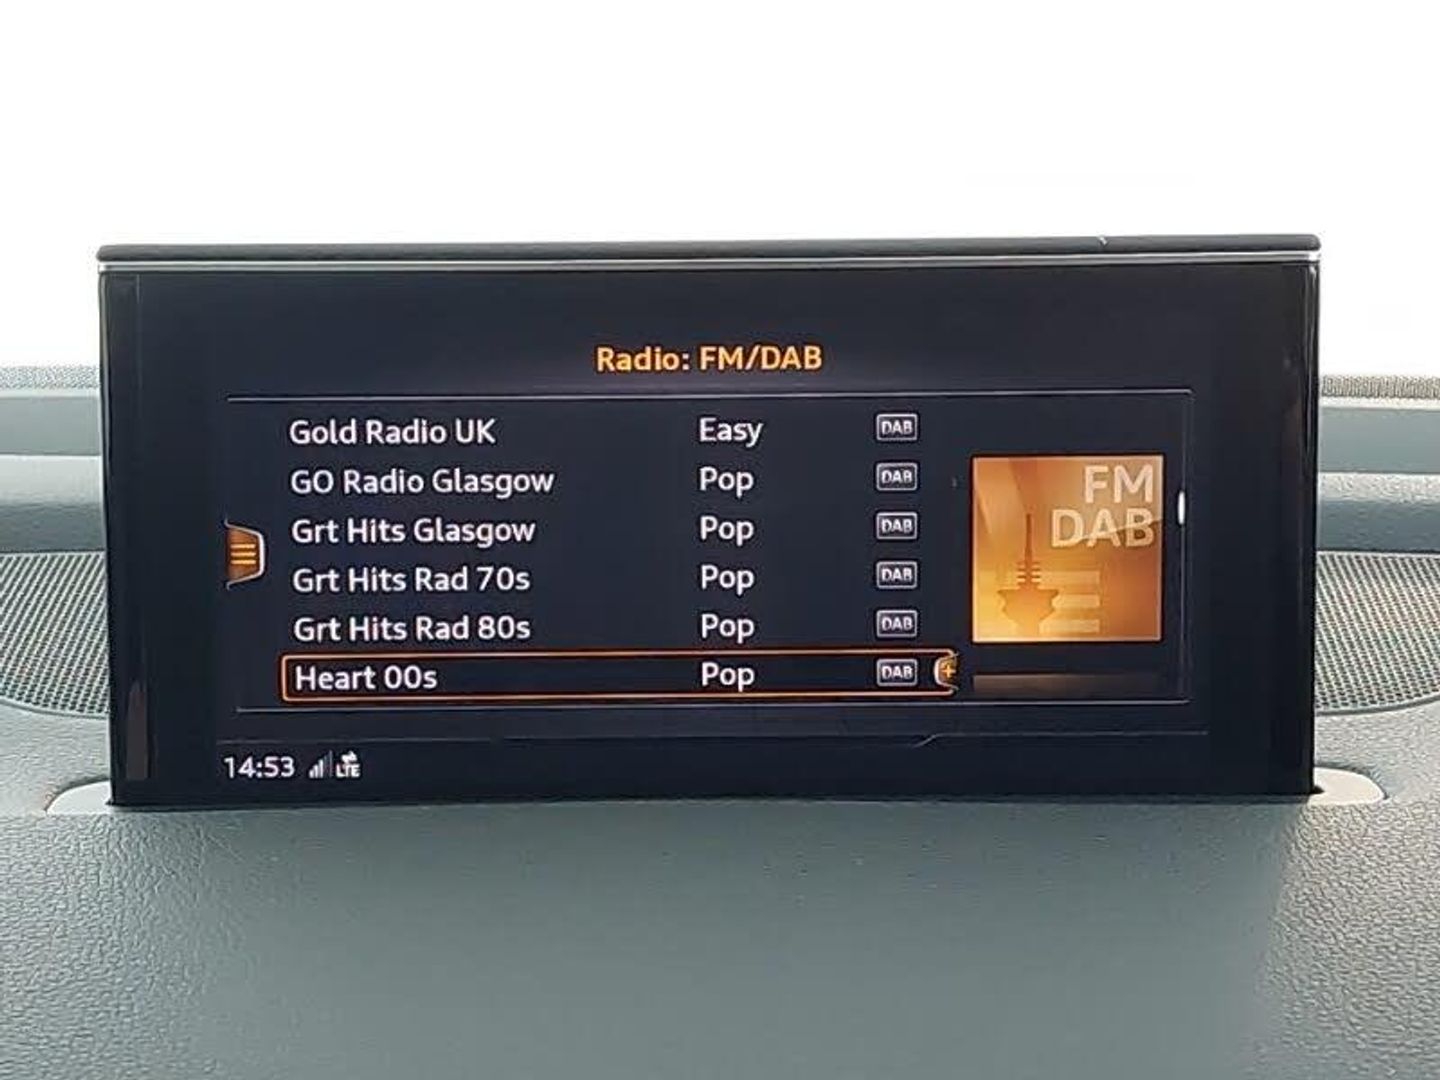 Radio: FM/DAB
Gold Radio UK Easy DAB
GO Radio Glasgow Pop DAB
Grt Hits Glasgow Pop DAB
Grt Hits Rad 70s Pop DAB
Grt Hits Rad 80s Pop DAB
Heart 00s Pop DAB
FM
DAB
14:53 LTE